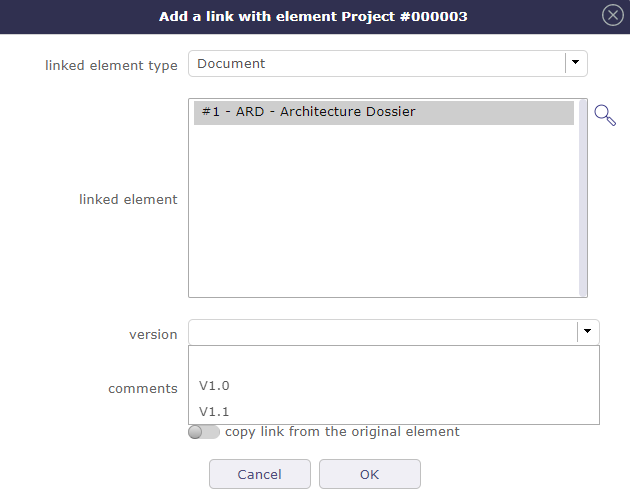 Add a link with element Project #000003
linked element type
Document
#1 - ARD - Architecture Dossier
linked element
version
V1.0
comments
V1.1
copy link from the original element
Cancel
OK